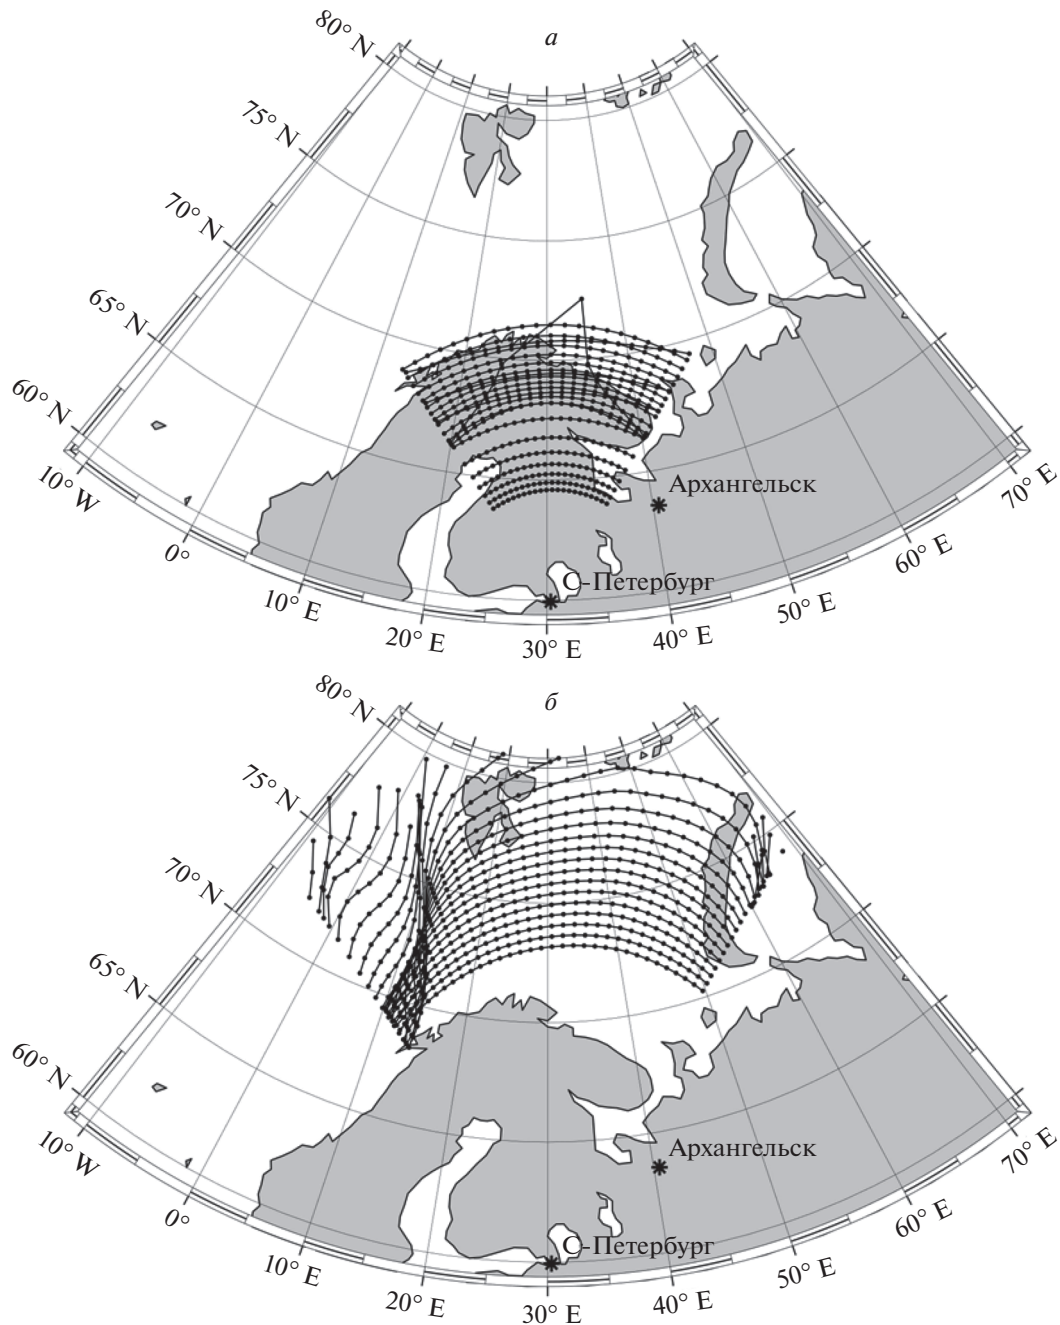 а
80° N
75° N
70° N
65° N
60° N
10° W
0°
10° E
20° E
30° E
40° E
50° E
60° E
70° E
Архангельск
С-Петербург
б
80° N
75° N
70° N
65° N
60° N
10° W
0°
10° E
20° E
30° E
40° E
50° E
60° E
70° E
Архангельск
С-Петербург